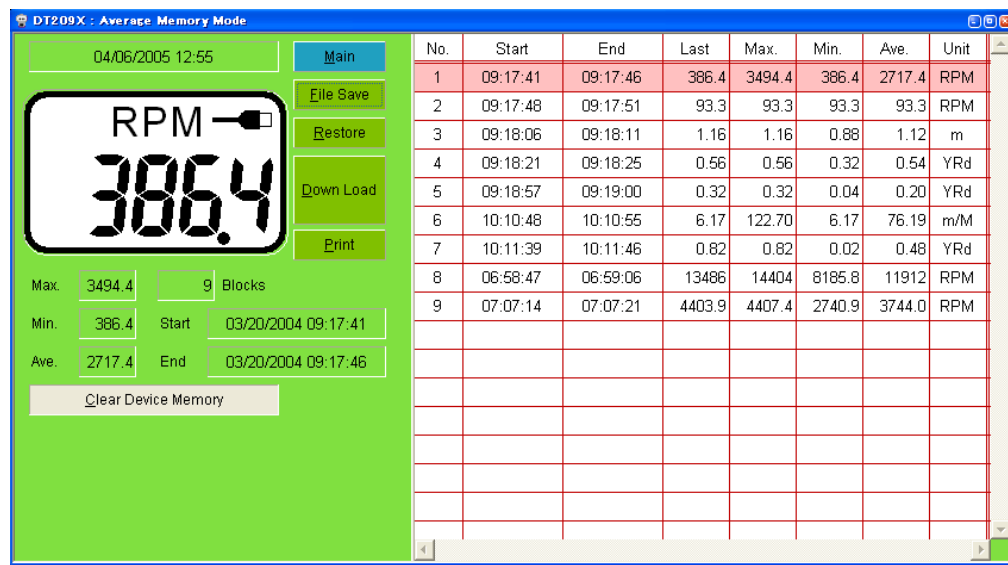 DT209X : Average Memory Mode
04/06/2005 12:55
Main
File Save
Restore
Down Load
Print
RPM
386.4
Max. 3494.4 9 Blocks
Min. 386.4 Start 03/20/2004 09:17:41
Ave. 2717.4 End 03/20/2004 09:17:46
Clear Device Memory
No. Start End Last Max. Min. Ave. Unit
1 09:17:41 09:17:46 386.4 3494.4 386.4 2717.4 RPM
2 09:17:48 09:17:51 93.3 93.3 93.3 93.3 RPM
3 09:18:06 09:18:11 1.16 1.16 0.88 1.12 m
4 09:18:21 09:18:25 0.56 0.56 0.32 0.54 YRd
5 09:18:57 09:19:00 0.32 0.32 0.04 0.20 YRd
6 10:10:48 10:10:55 6.17 122.70 6.17 76.19 m/M
7 10:11:39 10:11:46 0.82 0.82 0.02 0.48 YRd
8 06:58:47 06:59:06 13486 14404 8185.8 11912 RPM
9 07:07:14 07:07:21 4403.9 4407.4 2740.9 3744.0 RPM